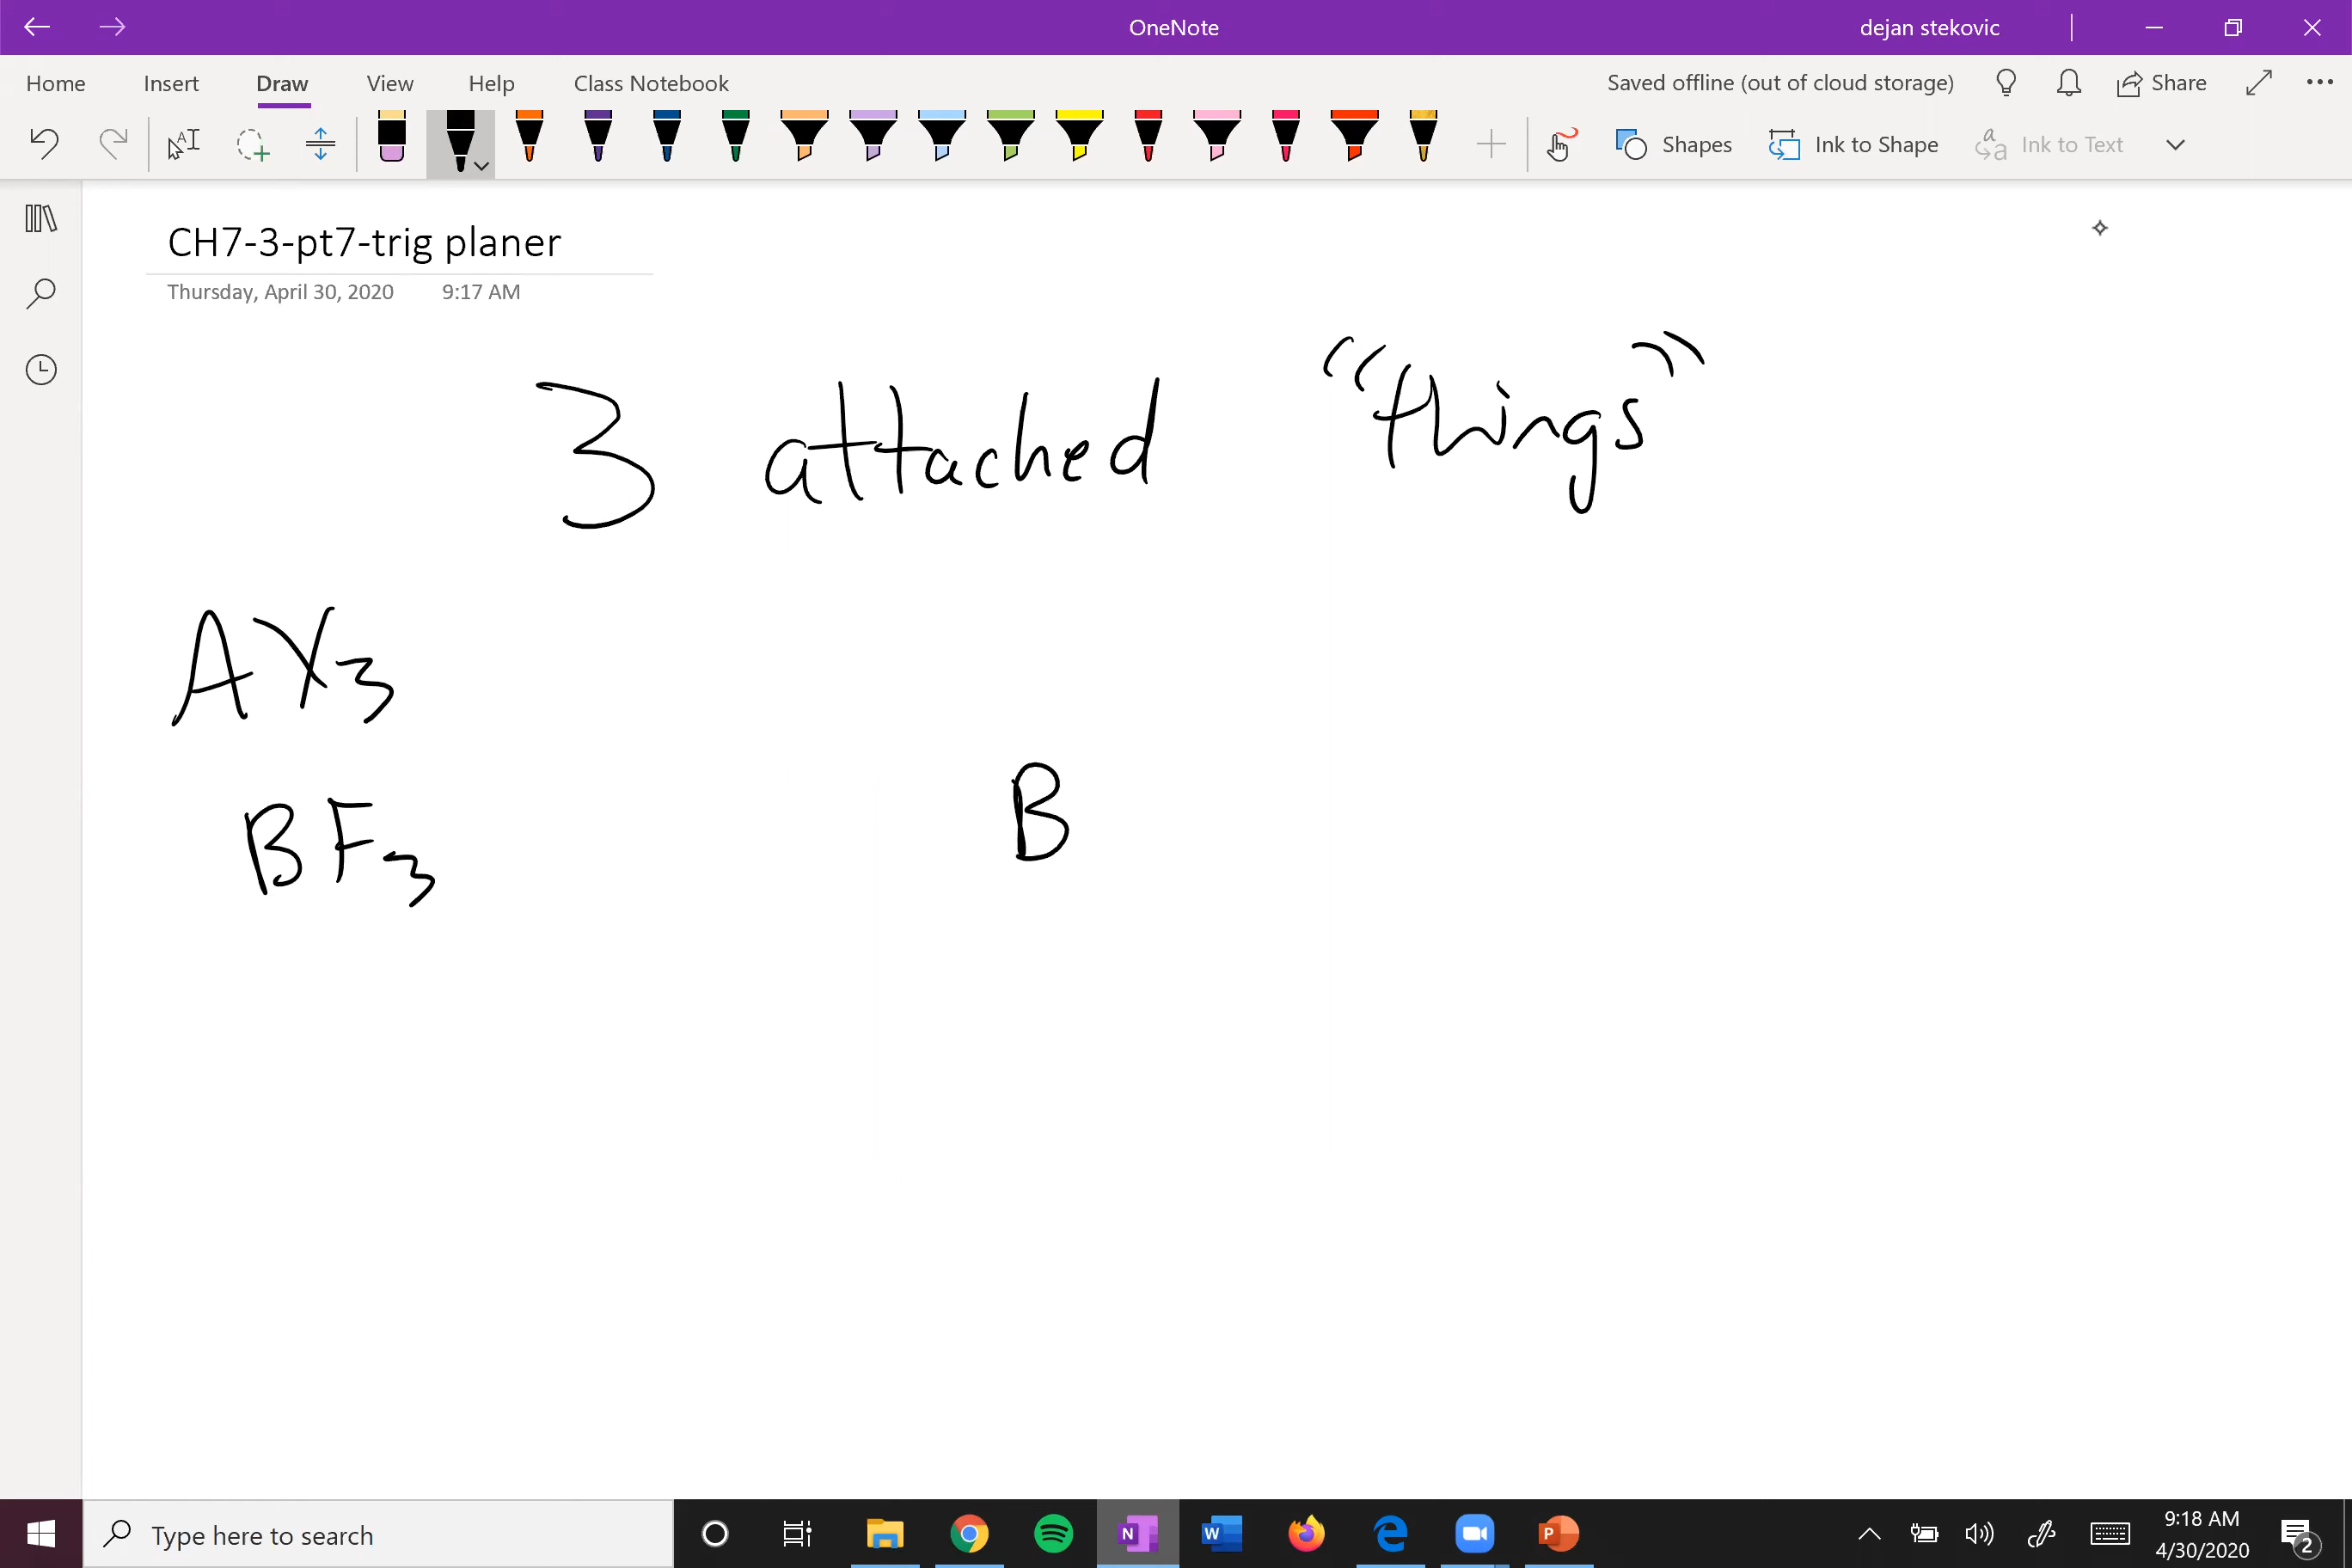 OneNote
dejan stekovic
Home Insert Draw View Help Class Notebook
Saved offline (out of cloud storage) Share
Shapes Ink to Shape Ink to Text
CH7-3-pt7-trig planer
Thursday, April 30, 2020 9:17 AM
3 attached "things"
AX3
BF3
B
Type here to search
9:18 AM
4/30/2020
2